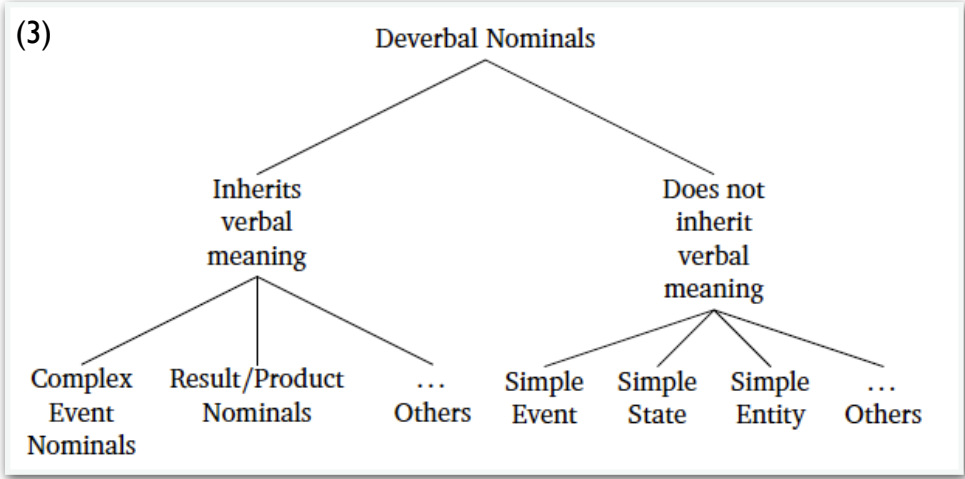 (3)
Deverbal Nominals
Inherits
verbal
meaning
Does not
inherit
verbal
meaning
Complex
Event
Nominals
Result/Product
Nominals
…
Others
Simple
Event
Simple
State
Simple
Entity
…
Others